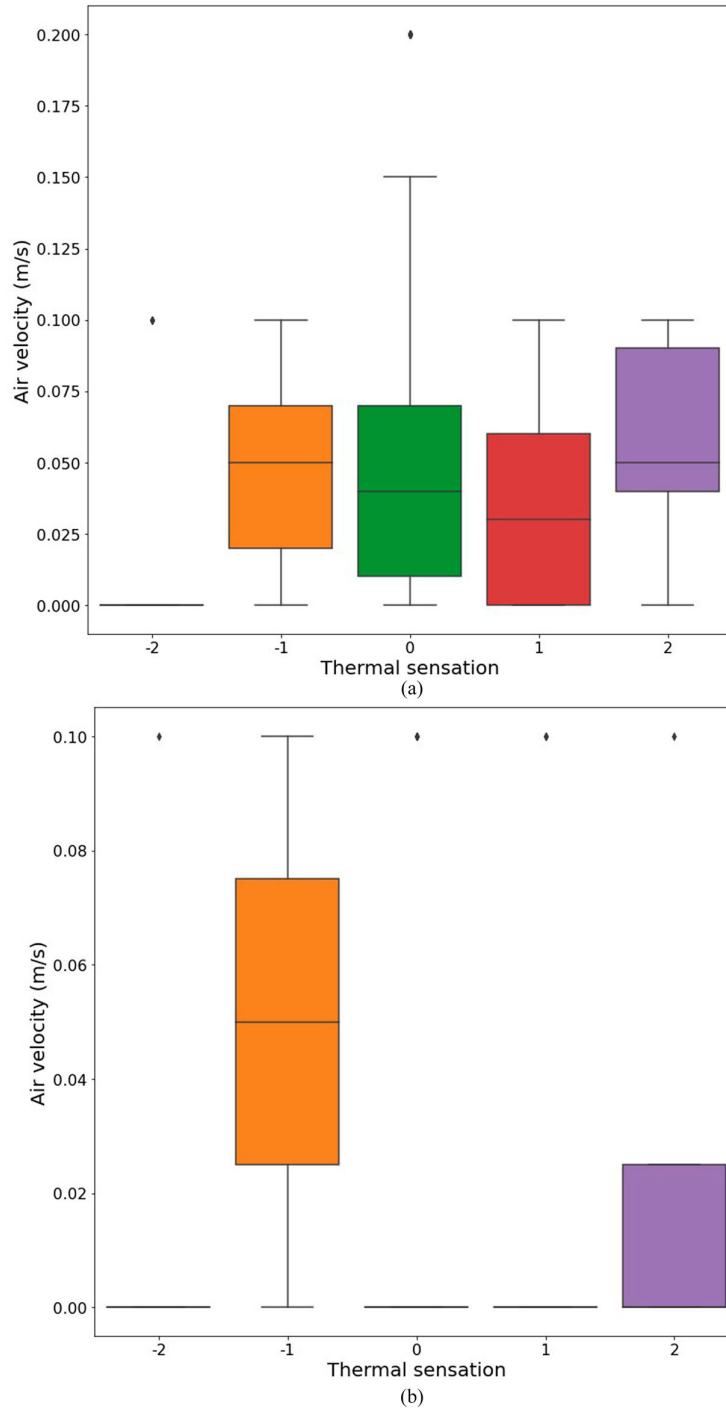 0.200
0.175
0.150
0.125
0.100
0.075
0.050
0.025
0.000
Air velocity (m/s)
-2 -1 0 1 2
Thermal sensation
(a)
0.10
0.08
0.06
0.04
0.02
0.00
Air velocity (m/s)
-2 -1 0 1 2
Thermal sensation
(b)